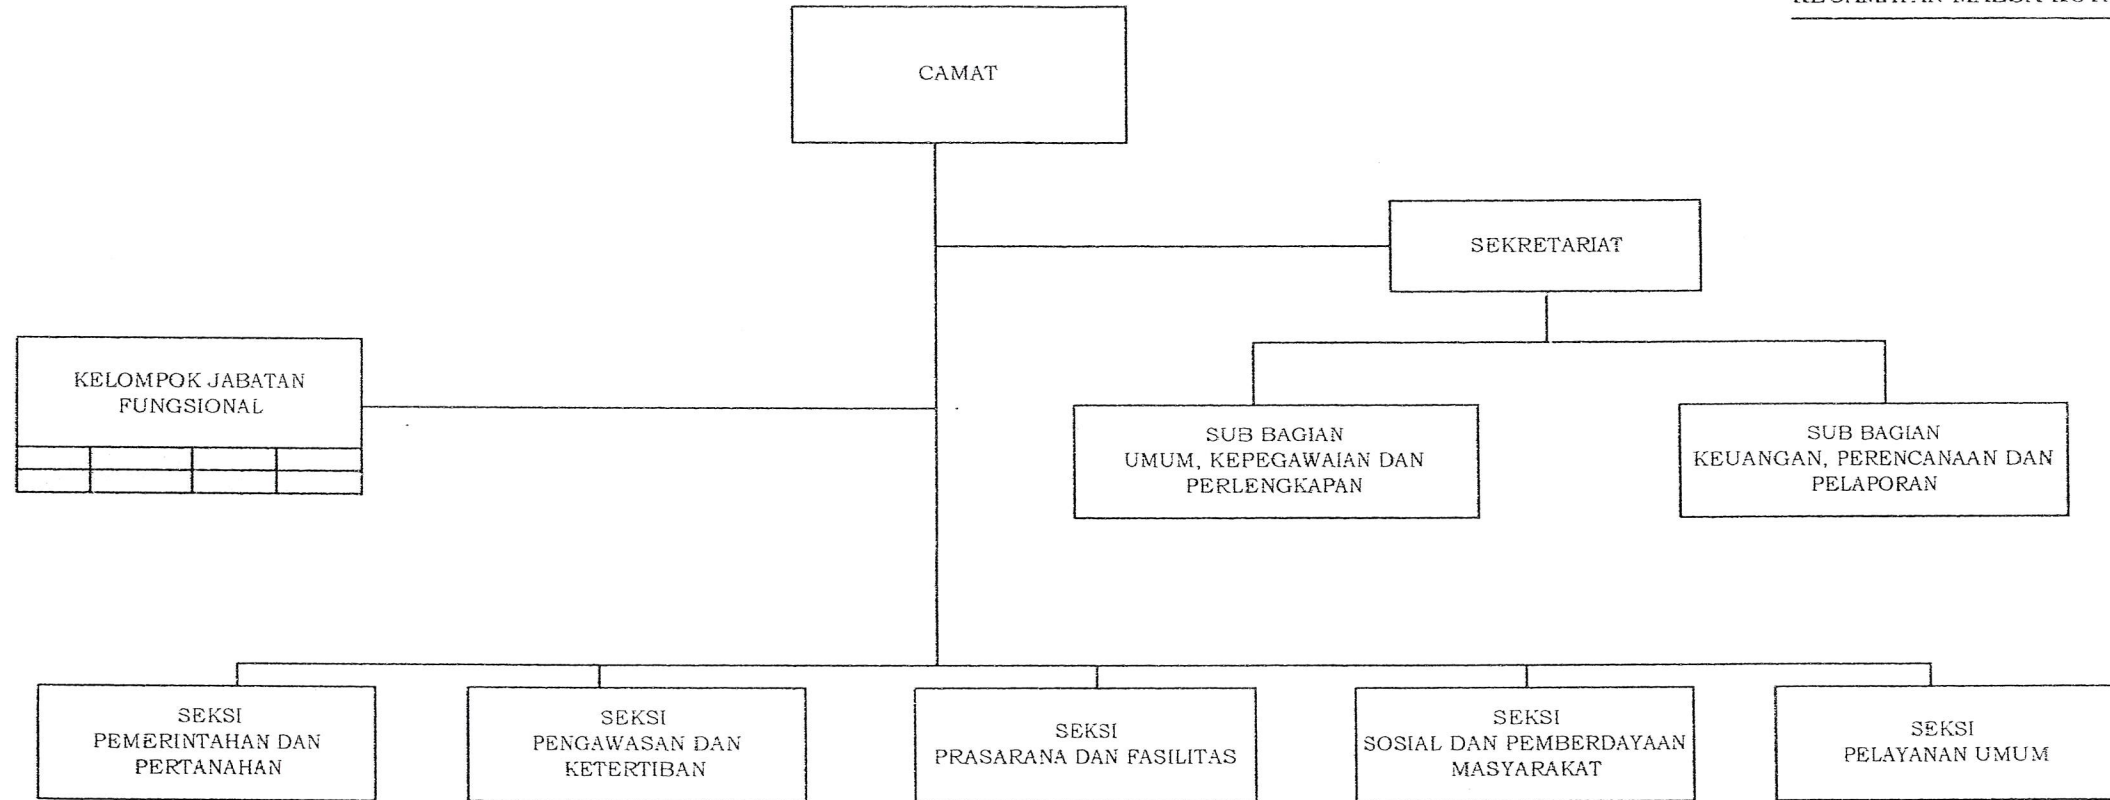 CAMAT
SEKRETARIAT
KELOMPOK JABATAN
FUNGSIONAL
SUB BAGIAN
UMUM, KEPEGAWAIAN DAN
PERLENGKAPAN
SUB BAGIAN
KEUANGAN, PERENCANAAN DAN
PELAPORAN
SEKSI
PEMERINTAHAN DAN
PERTANAHAN
SEKSI
PENGAWASAN DAN
KETERTIBAN
SEKSI
PRASARANA DAN FASILITAS
SEKSI
SOSIAL DAN PEMBERDAYAAN
MASYARAKAT
SEKSI
PELAYANAN UMUM